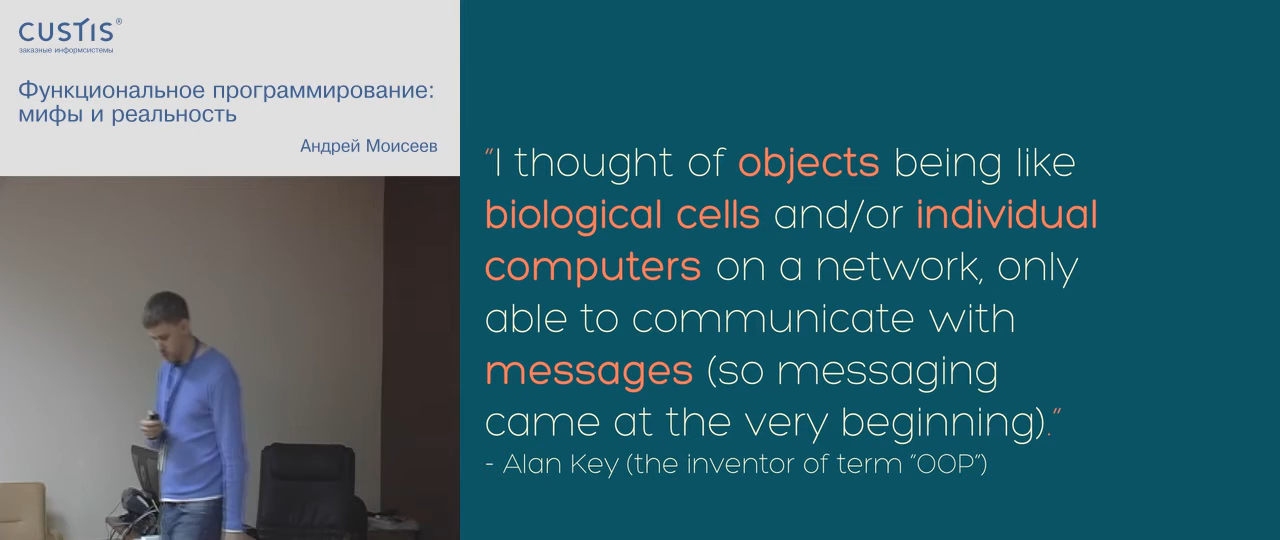 CUSTIS®
заказные информсистемы
Функциональное программирование:
мифы и реальность
Андрей Моисеев
"I thought of objects being like
biological cells and/or individual
computers on a network, only
able to communicate with
messages (so messaging
came at the very beginning)."
- Alan Key (the inventor of term "OOP")